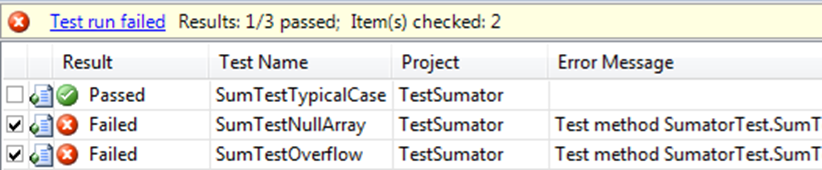 Test run failed Results: 1/3 passed; Item(s) checked: 2
Result Test Name Project Error Message
Passed SumTestTypicalCase TestSumator
Failed SumTestNullArray TestSumator Test method SumatorTest.SumT
Failed SumTestOverflow TestSumator Test method SumatorTest.SumT